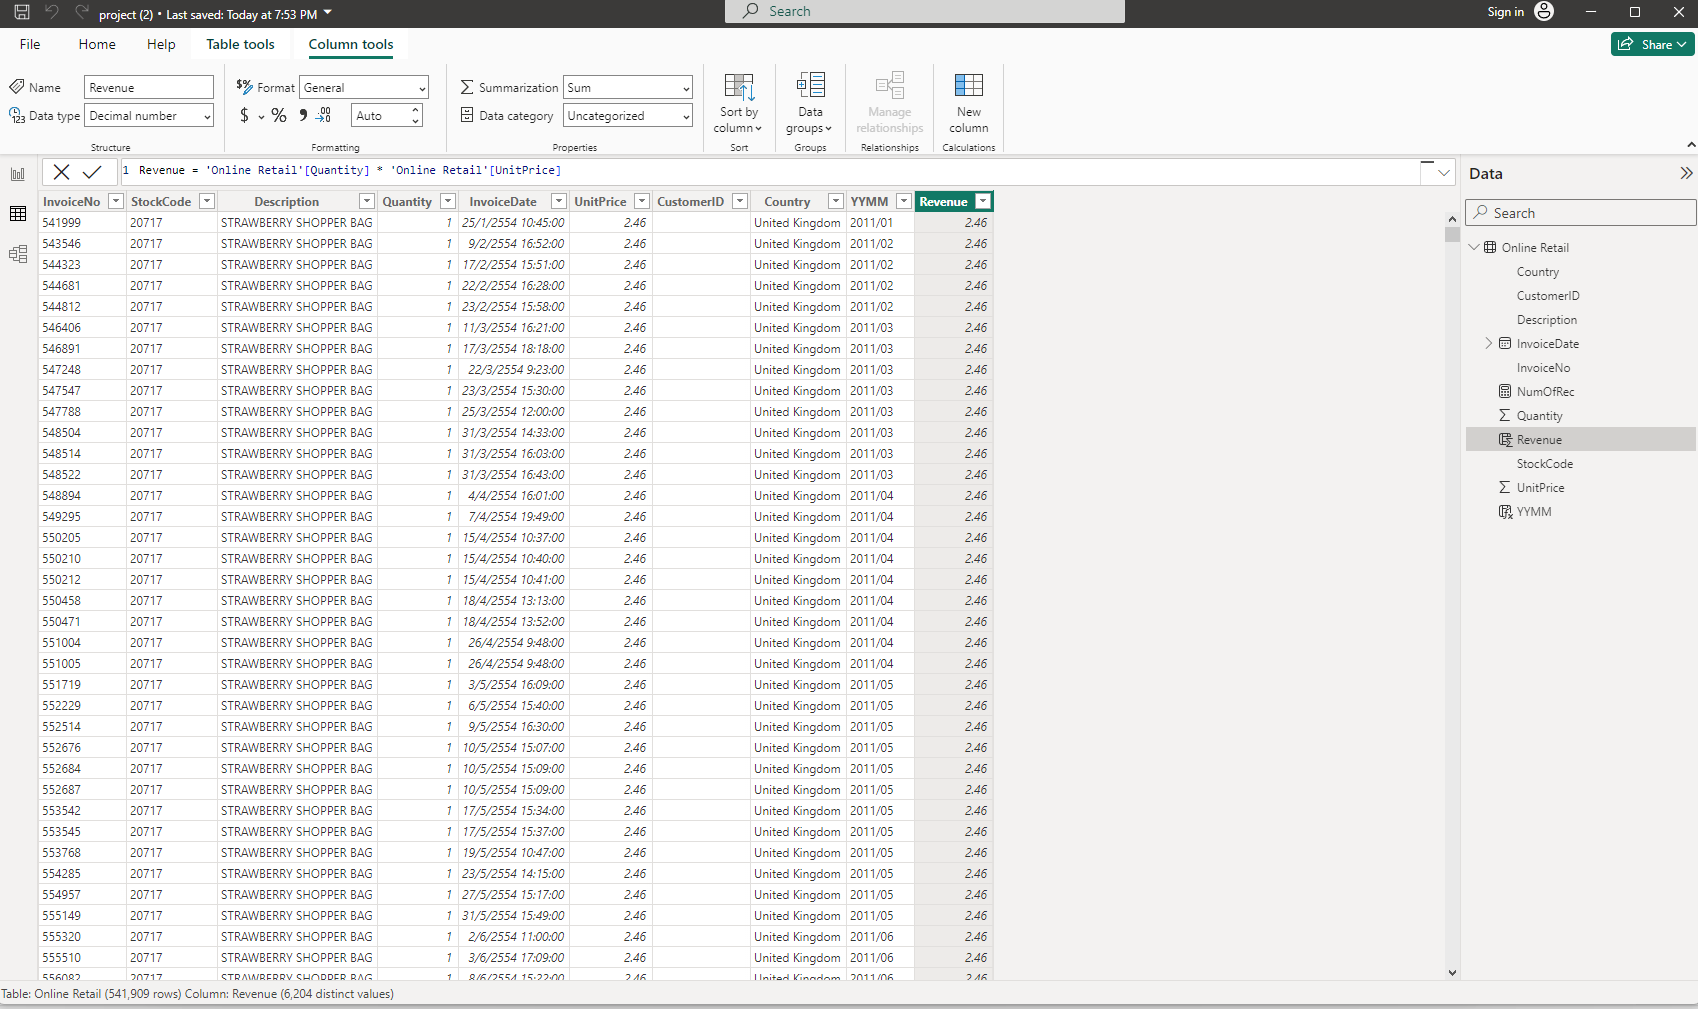 project (2) • Last saved: Today at 7:53 PM
Search
Sign in
File Home Help Table tools Column tools
Share
Name Revenue
Data type Decimal number
Structure
$% Format General
$ % 9 .00 Auto
Formatting
Σ Summarization Sum
Data category Uncategorized
Properties
Sort by
column
Sort
Data
groups
Groups
Manage
relationships
Relationships
New
column
Calculations
1 Revenue = 'Online Retail'[Quantity] * 'Online Retail'[UnitPrice]
InvoiceNo StockCode Description Quantity InvoiceDate UnitPrice CustomerID Country YYMM Revenue
541999 20717 STRAWBERRY SHOPPER BAG 1 25/1/2554 10:45:00 2.46 United Kingdom 2011/01 2.46
543546 20717 STRAWBERRY SHOPPER BAG 1 9/2/2554 16:52:00 2.46 United Kingdom 2011/02 2.46
544323 20717 STRAWBERRY SHOPPER BAG 1 17/2/2554 15:51:00 2.46 United Kingdom 2011/02 2.46
544681 20717 STRAWBERRY SHOPPER BAG 1 22/2/2554 16:28:00 2.46 United Kingdom 2011/02 2.46
544812 20717 STRAWBERRY SHOPPER BAG 1 23/2/2554 15:58:00 2.46 United Kingdom 2011/02 2.46
546406 20717 STRAWBERRY SHOPPER BAG 1 11/3/2554 16:21:00 2.46 United Kingdom 2011/03 2.46
546891 20717 STRAWBERRY SHOPPER BAG 1 17/3/2554 18:18:00 2.46 United Kingdom 2011/03 2.46
547248 20717 STRAWBERRY SHOPPER BAG 1 22/3/2554 9:23:00 2.46 United Kingdom 2011/03 2.46
547547 20717 STRAWBERRY SHOPPER BAG 1 23/3/2554 15:30:00 2.46 United Kingdom 2011/03 2.46
547788 20717 STRAWBERRY SHOPPER BAG 1 25/3/2554 12:00:00 2.46 United Kingdom 2011/03 2.46
548504 20717 STRAWBERRY SHOPPER BAG 1 31/3/2554 14:33:00 2.46 United Kingdom 2011/03 2.46
548514 20717 STRAWBERRY SHOPPER BAG 1 31/3/2554 16:03:00 2.46 United Kingdom 2011/03 2.46
548522 20717 STRAWBERRY SHOPPER BAG 1 31/3/2554 16:43:00 2.46 United Kingdom 2011/03 2.46
548894 20717 STRAWBERRY SHOPPER BAG 1 4/4/2554 16:01:00 2.46 United Kingdom 2011/04 2.46
549295 20717 STRAWBERRY SHOPPER BAG 1 7/4/2554 19:49:00 2.46 United Kingdom 2011/04 2.46
550205 20717 STRAWBERRY SHOPPER BAG 1 15/4/2554 10:37:00 2.46 United Kingdom 2011/04 2.46
550210 20717 STRAWBERRY SHOPPER BAG 1 15/4/2554 10:40:00 2.46 United Kingdom 2011/04 2.46
550212 20717 STRAWBERRY SHOPPER BAG 1 15/4/2554 10:41:00 2.46 United Kingdom 2011/04 2.46
550458 20717 STRAWBERRY SHOPPER BAG 1 18/4/2554 13:13:00 2.46 United Kingdom 2011/04 2.46
550471 20717 STRAWBERRY SHOPPER BAG 1 18/4/2554 13:52:00 2.46 United Kingdom 2011/04 2.46
551004 20717 STRAWBERRY SHOPPER BAG 1 26/4/2554 9:48:00 2.46 United Kingdom 2011/04 2.46
551005 20717 STRAWBERRY SHOPPER BAG 1 26/4/2554 9:48:00 2.46 United Kingdom 2011/04 2.46
551719 20717 STRAWBERRY SHOPPER BAG 1 3/5/2554 16:09:00 2.46 United Kingdom 2011/05 2.46
552229 20717 STRAWBERRY SHOPPER BAG 1 6/5/2554 15:40:00 2.46 United Kingdom 2011/05 2.46
552514 20717 STRAWBERRY SHOPPER BAG 1 9/5/2554 16:30:00 2.46 United Kingdom 2011/05 2.46
552676 20717 STRAWBERRY SHOPPER BAG 1 10/5/2554 15:07:00 2.46 United Kingdom 2011/05 2.46
552684 20717 STRAWBERRY SHOPPER BAG 1 10/5/2554 15:09:00 2.46 United Kingdom 2011/05 2.46
552687 20717 STRAWBERRY SHOPPER BAG 1 10/5/2554 15:09:00 2.46 United Kingdom 2011/05 2.46
553542 20717 STRAWBERRY SHOPPER BAG 1 17/5/2554 15:34:00 2.46 United Kingdom 2011/05 2.46
553545 20717 STRAWBERRY SHOPPER BAG 1 17/5/2554 15:37:00 2.46 United Kingdom 2011/05 2.46
553768 20717 STRAWBERRY SHOPPER BAG 1 19/5/2554 10:47:00 2.46 United Kingdom 2011/05 2.46
554285 20717 STRAWBERRY SHOPPER BAG 1 23/5/2554 14:15:00 2.46 United Kingdom 2011/05 2.46
554957 20717 STRAWBERRY SHOPPER BAG 1 27/5/2554 15:17:00 2.46 United Kingdom 2011/05 2.46
555149 20717 STRAWBERRY SHOPPER BAG 1 31/5/2554 15:49:00 2.46 United Kingdom 2011/05 2.46
555320 20717 STRAWBERRY SHOPPER BAG 1 2/6/2554 11:00:00 2.46 United Kingdom 2011/06 2.46
555510 20717 STRAWBERRY SHOPPER BAG 1 3/6/2554 17:09:00 2.46 United Kingdom 2011/06 2.46
556082 20717 STRAWBERRY SHOPPER BAG 1 8/6/2554 15:22:00 2.46 United Kingdom 2011/06 2.46
Data
Search
Online Retail
Country
CustomerID
Description
InvoiceDate
InvoiceNo
NumOfRec
Σ Quantity
Revenue
StockCode
Σ UnitPrice
YYMM
Table: Online Retail (541,909 rows) Column: Revenue (6,204 distinct values)